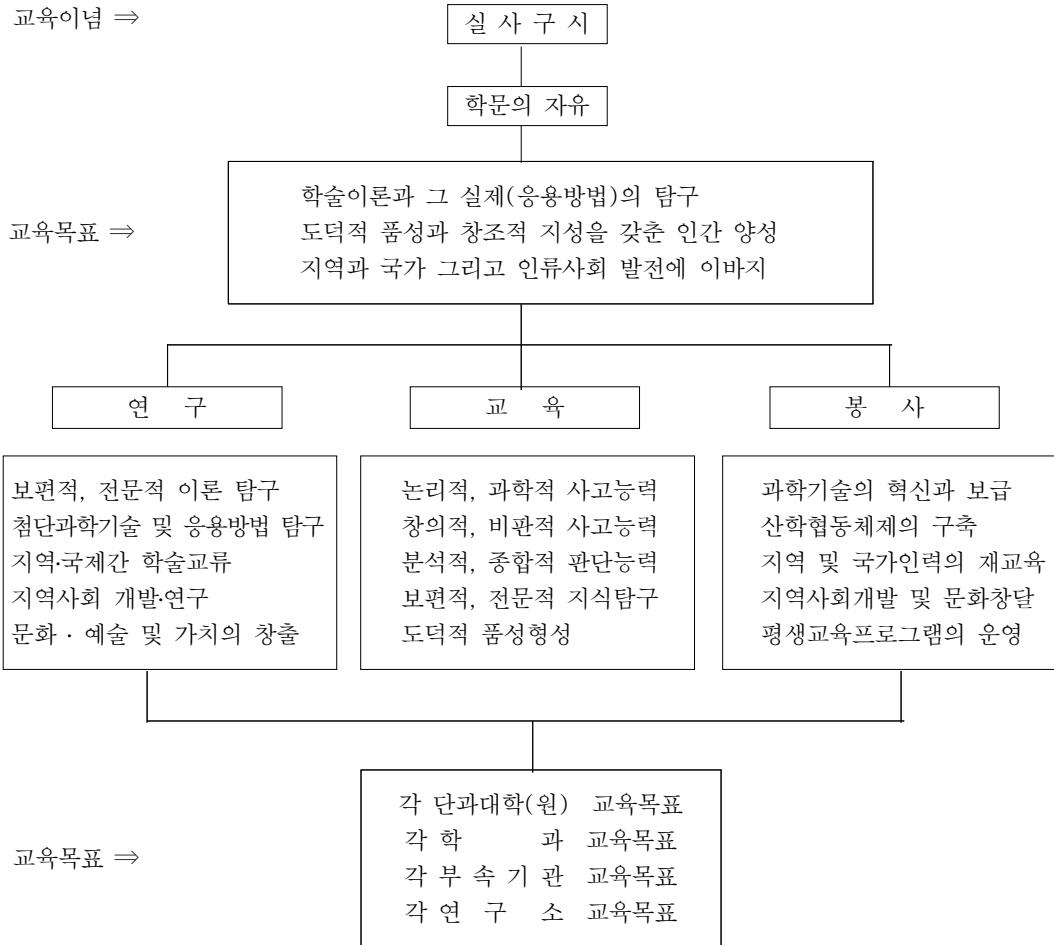 교육이념 ⇒
실 사 구 시
학문의 자유
교육목표 ⇒
학술이론과 그 실제(응용방법)의 탐구
도덕적 품성과 창조적 지성을 갖춘 인간 양성
지역과 국가 그리고 인류사회 발전에 이바지
연 구
보편적, 전문적 이론 탐구
첨단과학기술 및 응용방법 탐구
지역·국제간 학술교류
지역사회 개발·연구
문화 · 예술 및 가치의 창출
교 육
논리적, 과학적 사고능력
창의적, 비판적 사고능력
분석적, 종합적 판단능력
보편적, 전문적 지식탐구
도덕적 품성형성
봉 사
과학기술의 혁신과 보급
산학협동체제의 구축
지역 및 국가인력의 재교육
지역사회개발 및 문화창달
평생교육프로그램의 운영
교육목표 ⇒
각 단과대학(원) 교육목표
각 학 과 교육목표
각 부 속 기 관 교육목표
각 연 구 소 교육목표